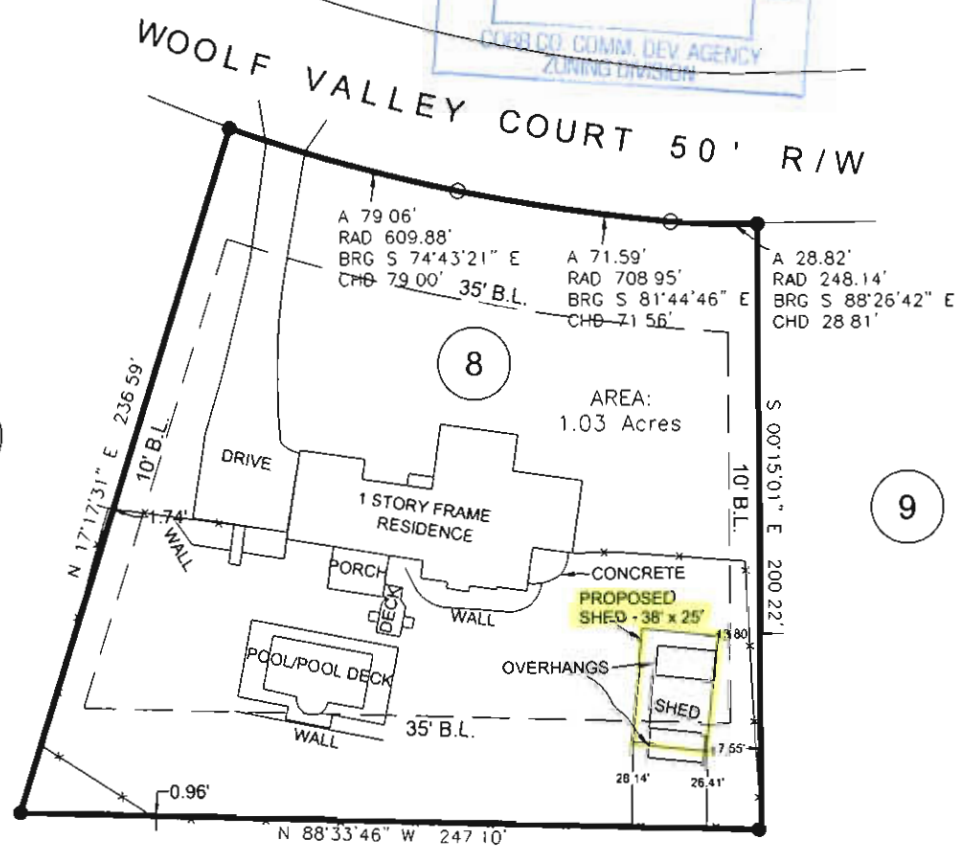 COBB CO. COMM. DEV. AGENCY
ZONING DIVISION
WOOLF VALLEY COURT 50' R/W
A 79 06'
RAD 609.88'
BRG S 74°43'21" E
CHD 79 00'
A 71.59'
RAD 708 95'
BRG S 81°44'46" E
CHD 71 56'
A 28.82'
RAD 248.14'
BRG S 88°26'42" E
CHD 28 81'
35' B.L.
8
AREA:
1.03 Acres
N 17°17'31" E 236 59'
10' B.L.
DRIVE
1 STORY FRAME
RESIDENCE
10' B.L.
S 00°15'01" E 200 22'
9
1.74'
WALL
PORCH
DECK
WALL
CONCRETE
PROPOSED
SHED - 38' x 25'
13.80
OVERHANGS
SHED
POOL/POOL DECK
WALL
35' B.L.
7.55'
28 14'
26.41'
0.96'
N 88°33'46" W 247 10'